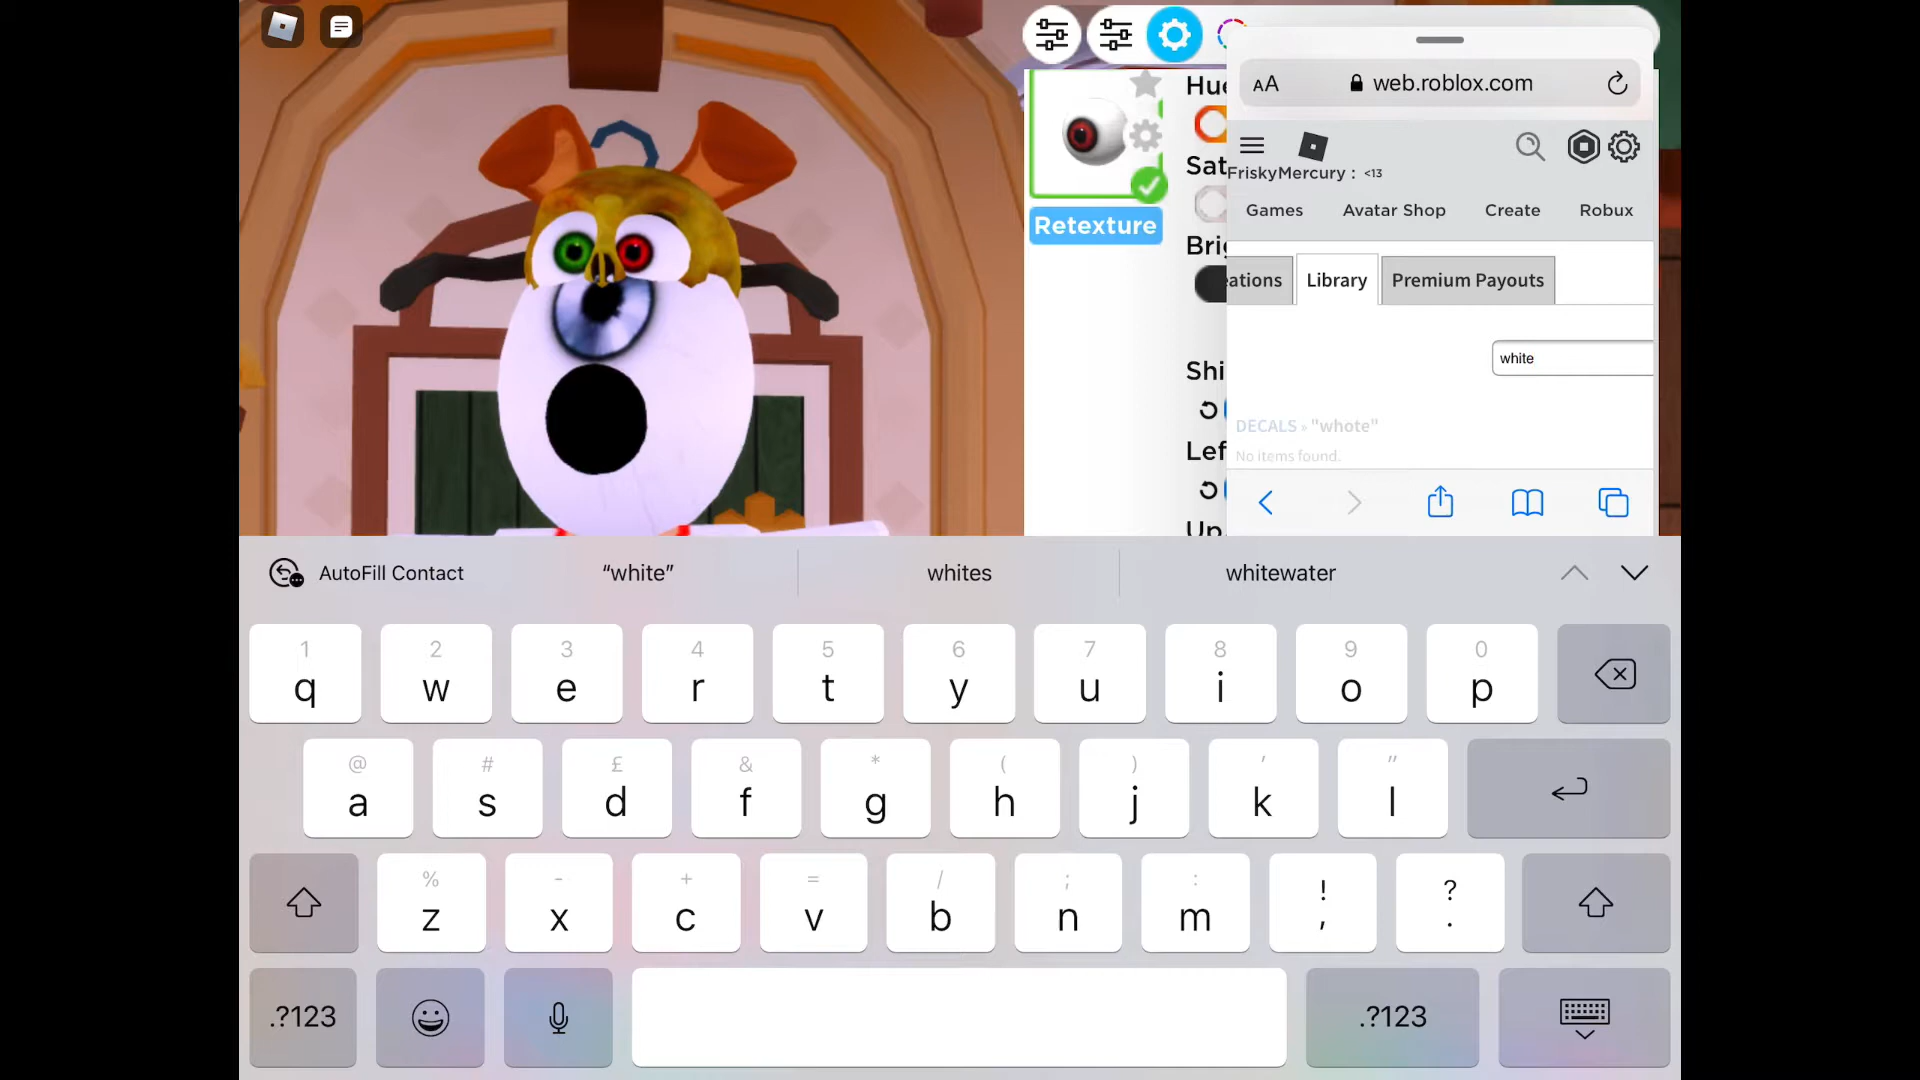 Hue
Sat
Retexture
Bri
Shi
Lef
Up
AA
web.roblox.com
FriskyMercury : <13
Games
Avatar Shop
Create
Robux
ations
Library
Premium Payouts
white
DECALS » "whote"
No items found.
AutoFill Contact
“white”
whites
whitewater
1 2 3 4 5 6 7 8 9 0
q w e r t y u i o p
@ # £ & * ( ) ' "
a s d f g h j k l
% - + = / ; : ! ?
z x c v b n m , .
.?123
.?123